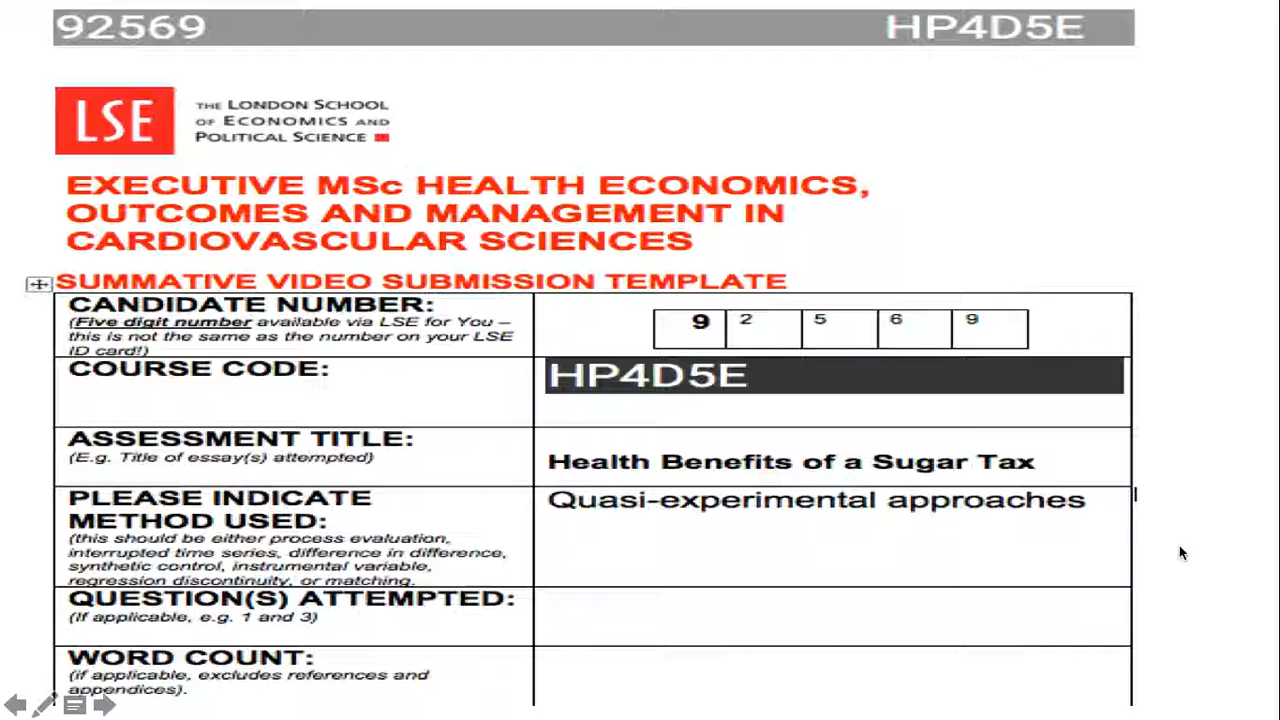 92569 HP4D5E
LSE THE LONDON SCHOOL
OF ECONOMICS AND
POLITICAL SCIENCE
EXECUTIVE MSc HEALTH ECONOMICS,
OUTCOMES AND MANAGEMENT IN
CARDIOVASCULAR SCIENCES
SUMMATIVE VIDEO SUBMISSION TEMPLATE
CANDIDATE NUMBER:
(Five digit number available via LSE for You –
this is not the same as the number on your LSE
ID card!)
9 2 5 6 9
COURSE CODE:
HP4D5E
ASSESSMENT TITLE:
(E.g. Title of essay(s) attempted)
Health Benefits of a Sugar Tax
PLEASE INDICATE
METHOD USED:
(this should be either process evaluation,
interrupted time series, difference in difference,
synthetic control, instrumental variable,
regression discontinuity, or matching.
Quasi-experimental approaches
QUESTION(S) ATTEMPTED:
(If applicable, e.g. 1 and 3)
WORD COUNT:
(if applicable, excludes references and
appendices).